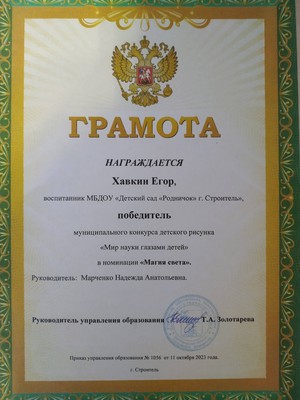 ГРАМОТА
НАГРАЖДАЕТСЯ
Хавкин Егор,
воспитанник МБДОУ «Детский сад «Родничок» г. Строитель»,
победитель
муниципального конкурса детского рисунка
«Мир науки глазами детей»
в номинации «Магия света».
Руководитель: Марченко Надежда Анатольевна.
Руководитель управления образования Т.А. Золотарева
Приказ управления образования № 1056 от 11 октября 2023 года
г. Строитель